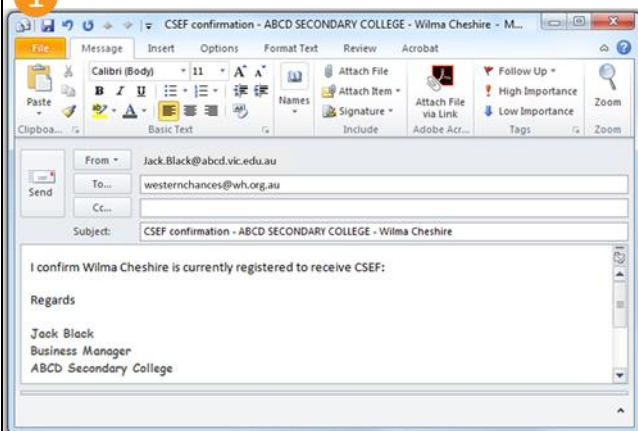 1
CSEF confirmation - ABCD SECONDARY COLLEGE - Wilma Cheshire - M...
File Message Insert Options Format Text Review Acrobat
Calibri (Body) 11 A A Attach File Follow Up
Paste B I U Names Attach Item Attach File via Link High Importance Zoom
A Signature Low Importance
Clipboa... Basic Text Include Adobe Acr... Tags Zoom
From Jack.Black@abcd.vic.edu.au
Send To... westernchances@wh.org.au
Cc...
Subject: CSEF confirmation - ABCD SECONDARY COLLEGE - Wilma Cheshire
I confirm Wilma Cheshire is currently registered to receive CSEF:
Regards
Jack Black
Business Manager
ABCD Secondary College